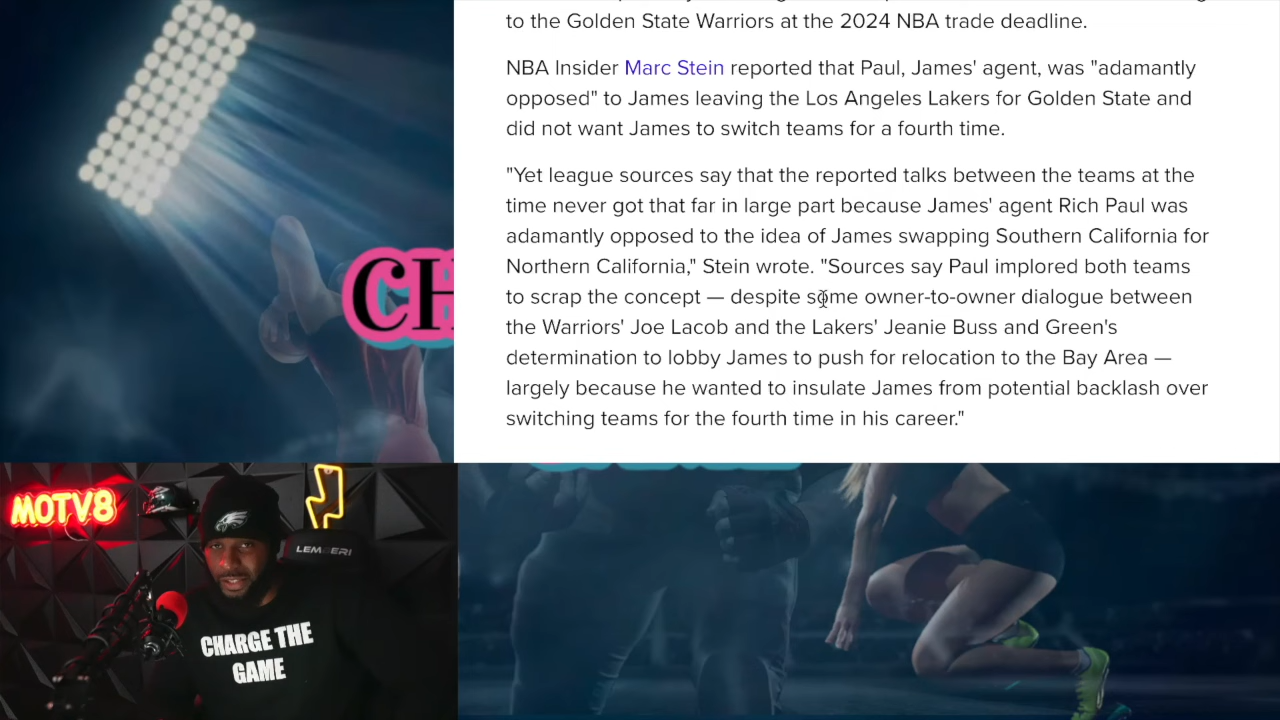 to the Golden State Warriors at the 2024 NBA trade deadline.
NBA Insider Marc Stein reported that Paul, James' agent, was "adamantly
opposed" to James leaving the Los Angeles Lakers for Golden State and
did not want James to switch teams for a fourth time.
"Yet league sources say that the reported talks between the teams at the
time never got that far in large part because James' agent Rich Paul was
adamantly opposed to the idea of James swapping Southern California for
Northern California," Stein wrote. "Sources say Paul implored both teams
to scrap the concept — despite some owner-to-owner dialogue between
the Warriors' Joe Lacob and the Lakers' Jeanie Buss and Green's
determination to lobby James to push for relocation to the Bay Area —
largely because he wanted to insulate James from potential backlash over
switching teams for the fourth time in his career."
CH
MOTV8
CHARGE THE
GAME